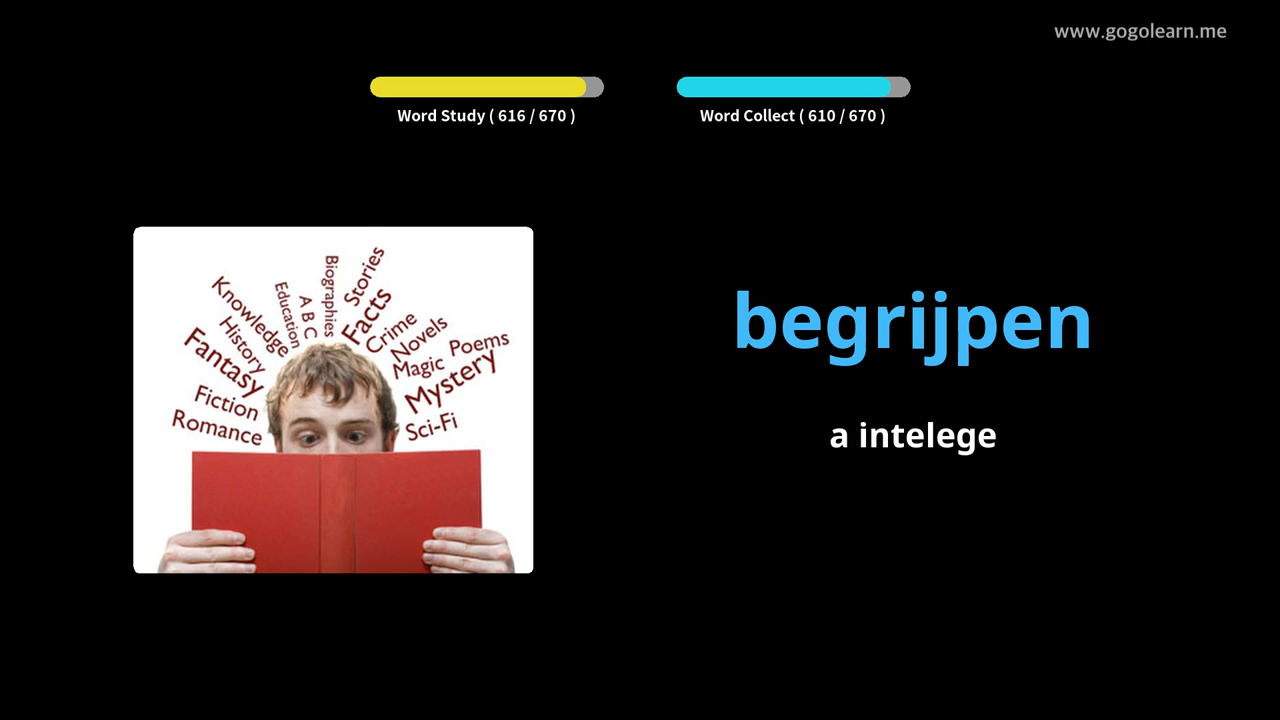 www.gogolearn.me
Word Study ( 616 / 670 )
Word Collect ( 610 / 670 )
begrijpen
a intelege
Biographies
Stories
Education
A B C
Facts
Knowledge
History
Crime
Novels
Fantasy
Magic
Poems
Mystery
Fiction
Romance
Sci-Fi